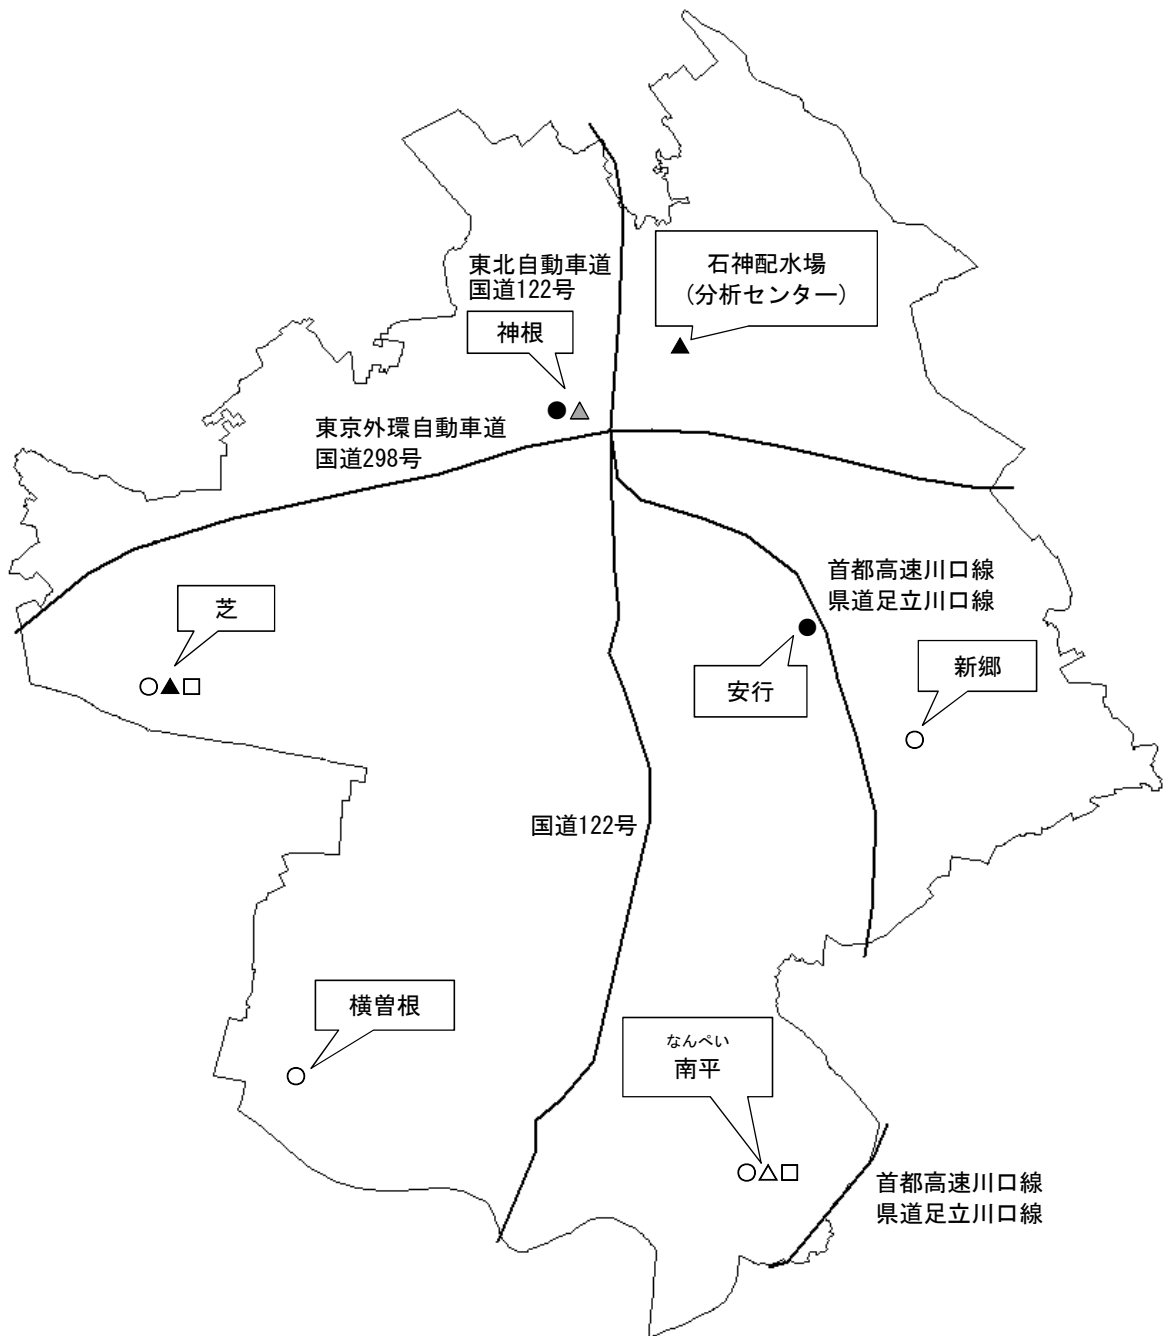 東北自動車道
国道122号
石神配水場
(分析センター)
神根
東京外環自動車道
国道298号
首都高速川口線
県道足立川口線
芝
安行
新郷
国道122号
横曽根
なんぺい
南平
首都高速川口線
県道足立川口線